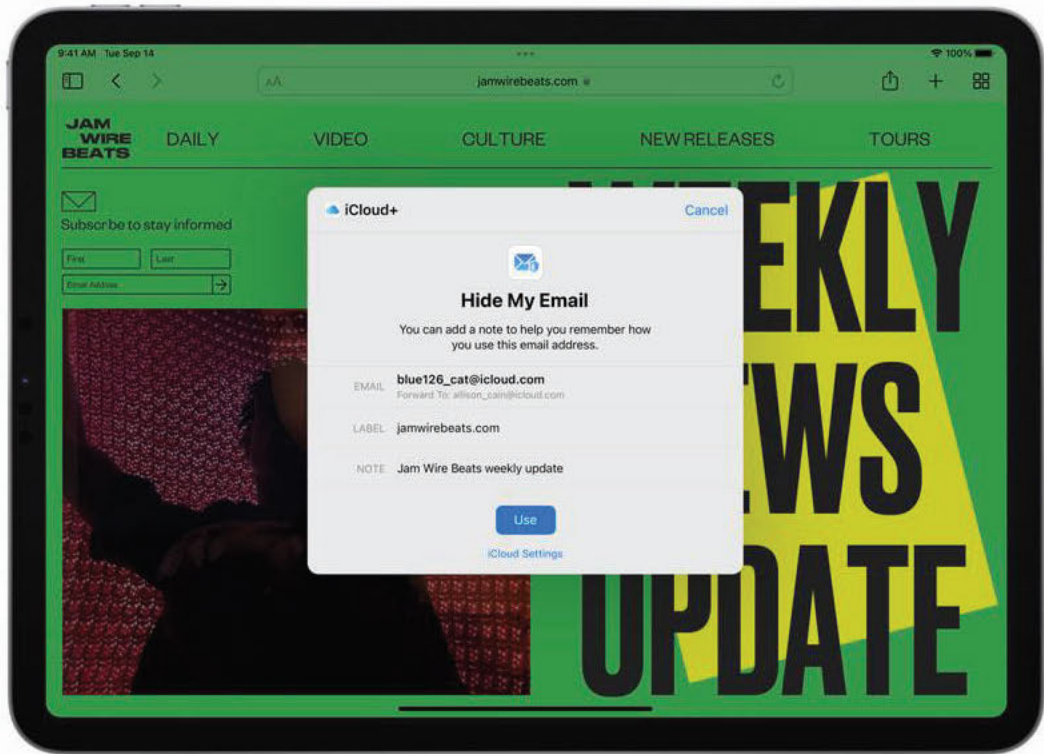 9:41 AM Tue Sep 14
100%
AA
jamwirebeats.com
JAM
WIRE
BEATS
DAILY
VIDEO
CULTURE
NEW RELEASES
TOURS
Subscribe to stay informed
First
Last
Email Address
WEEKLY
NEWS
UPDATE
iCloud+
Cancel
Hide My Email
You can add a note to help you remember how
you use this email address.
EMAIL
blue126_cat@icloud.com
Forward To: allison_cain@icloud.com
LABEL
jamwirebeats.com
NOTE
Jam Wire Beats weekly update
Use
iCloud Settings